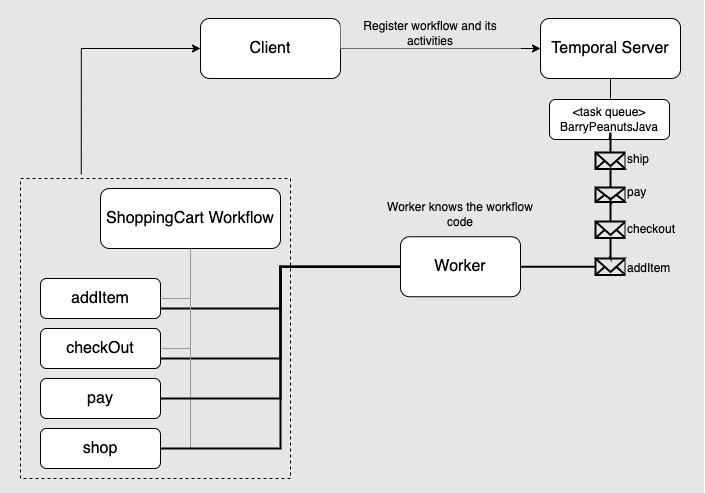 Client
Register workflow and its
activities
Temporal Server
<task queue>
BarryPeanutsJava
ship
pay
checkout
addItem
Worker knows the workflow
code
Worker
ShoppingCart Workflow
addItem
checkOut
pay
shop